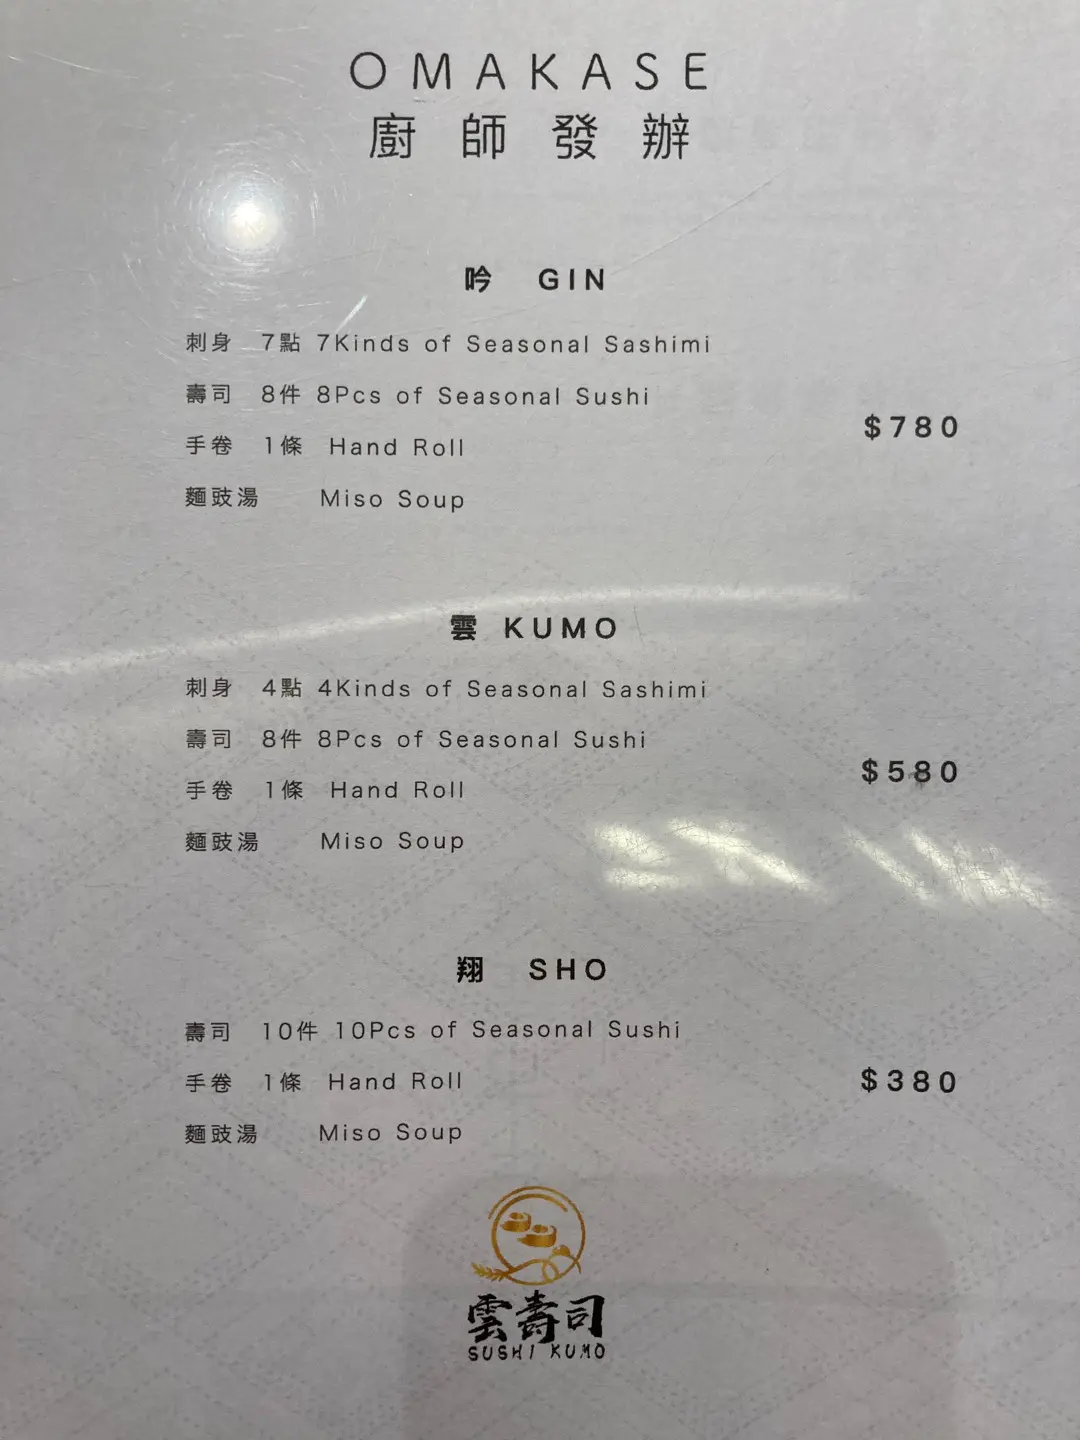 OMAKASE
廚師發辦
吟 GIN
刺身 7點 7Kinds of Seasonal Sashimi
壽司 8件 8Pcs of Seasonal Sushi
手卷 1條 Hand Roll
麵豉湯 Miso Soup
$780
雲 KUMO
刺身 4點 4Kinds of Seasonal Sashimi
壽司 8件 8Pcs of Seasonal Sushi
手卷 1條 Hand Roll
麵豉湯 Miso Soup
$580
翔 SHO
壽司 10件 10Pcs of Seasonal Sushi
手卷 1條 Hand Roll
麵豉湯 Miso Soup
$380
雲壽司
SUSHI KUMO